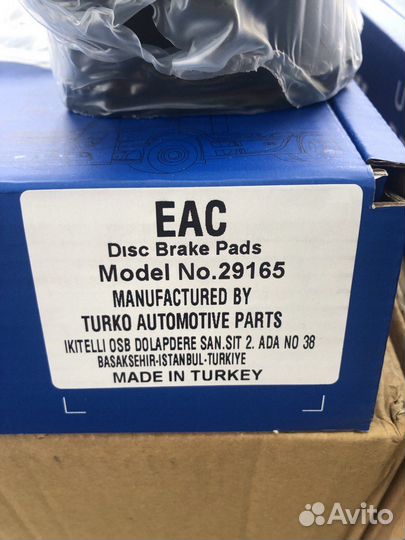 U
EAC
Disc Brake Pads
Model No.29165
MANUFACTURED BY
TURKO AUTOMOTIVE PARTS
IKITELLI OSB DOLAPDERE SAN.SIT 2. ADA NO 38
BASAKSEHIR-ISTANBUL-TURKIYE
MADE IN TURKEY
Avito